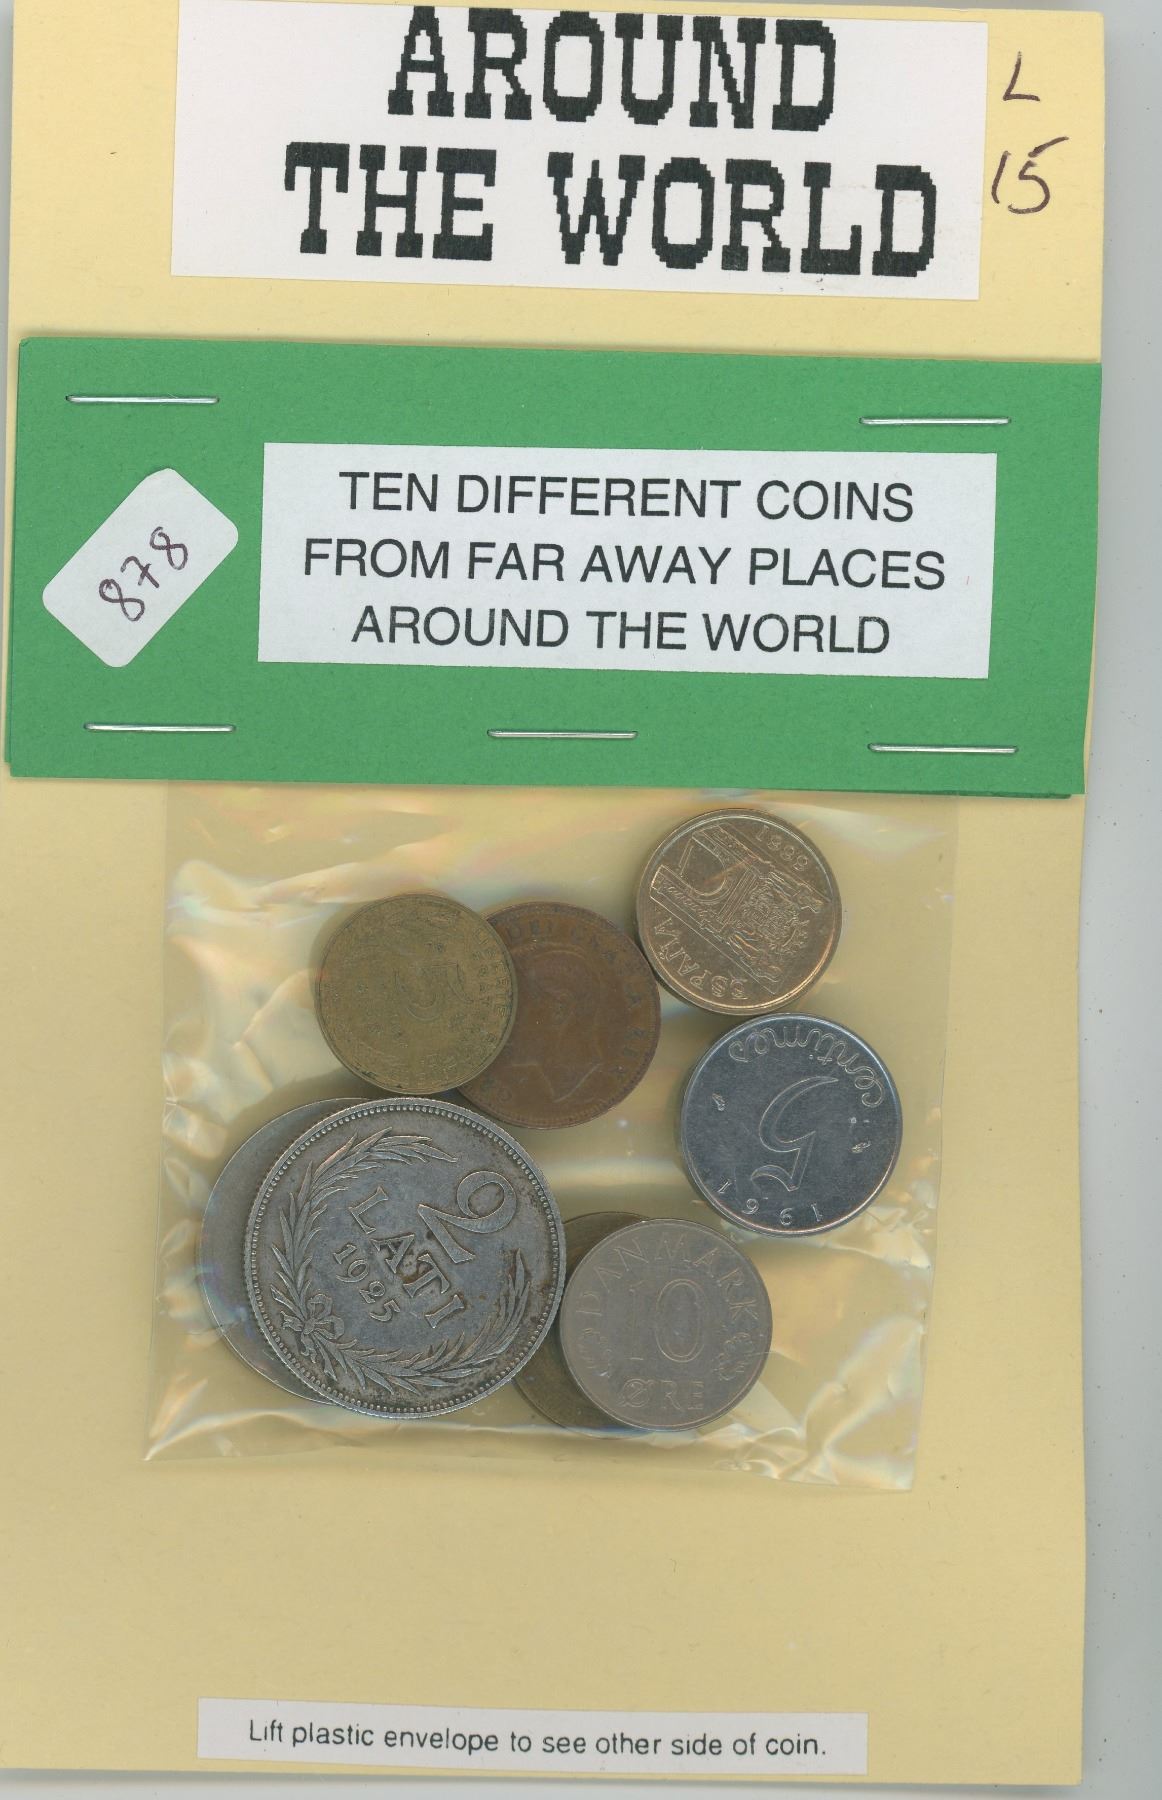 AROUND
THE WORLD
L
15
878
TEN DIFFERENT COINS
FROM FAR AWAY PLACES
AROUND THE WORLD
ESPAÑA
5
5
centimes
1961
2
LATI
1925
DANMARK
10
ØRE
Lift plastic envelope to see other side of coin.